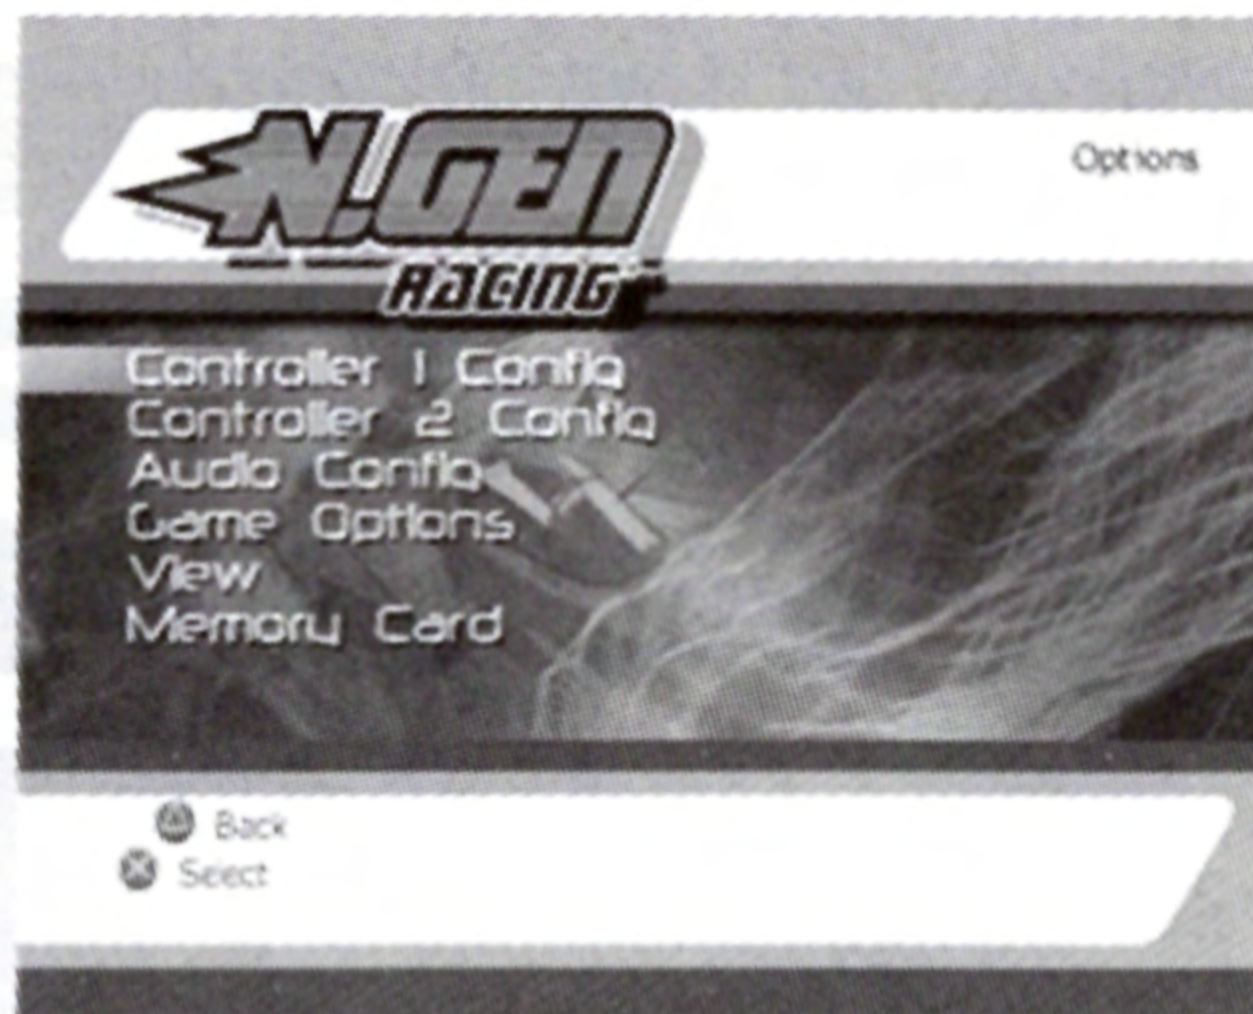 Options
N.GEN
RACING
Controller 1 Config
Controller 2 Config
Audio Config
Game Options
View
Memory Card
Back
Select